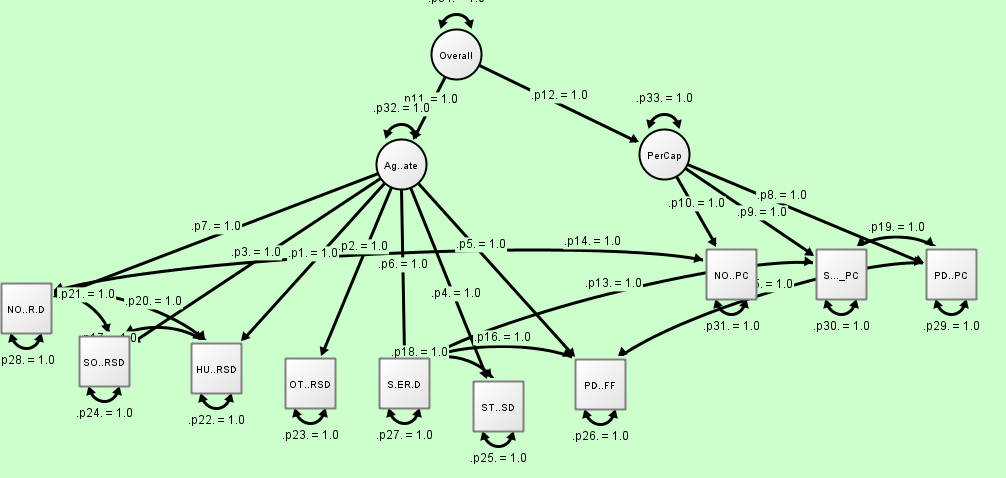 Overall
.p11. = 1.0
.p12. = 1.0
.p32. = 1.0
.p33. = 1.0
Ag..ate
PerCap
.p7. = 1.0
.p3. = 1.0
.p1. = 1.0
.p2. = 1.0
.p6. = 1.0
.p5. = 1.0
.p4. = 1.0
.p14. = 1.0
.p10. = 1.0
.p9. = 1.0
.p8. = 1.0
.p19. = 1.0
.p21. = 1.0
.p20. = 1.0
.p13. = 1.0
.p16. = 1.0
.p18. = 1.0
NO..R.D
SO..RSD
HU..RSD
OT..RSD
S.ER.D
ST..SD
PD..FF
NO..PC
S..._PC
PD..PC
p28. = 1.0
.p24. = 1.0
.p22. = 1.0
.p23. = 1.0
.p27. = 1.0
.p25. = 1.0
.p26. = 1.0
.p31. = 1.0
.p30. = 1.0
.p29. = 1.0